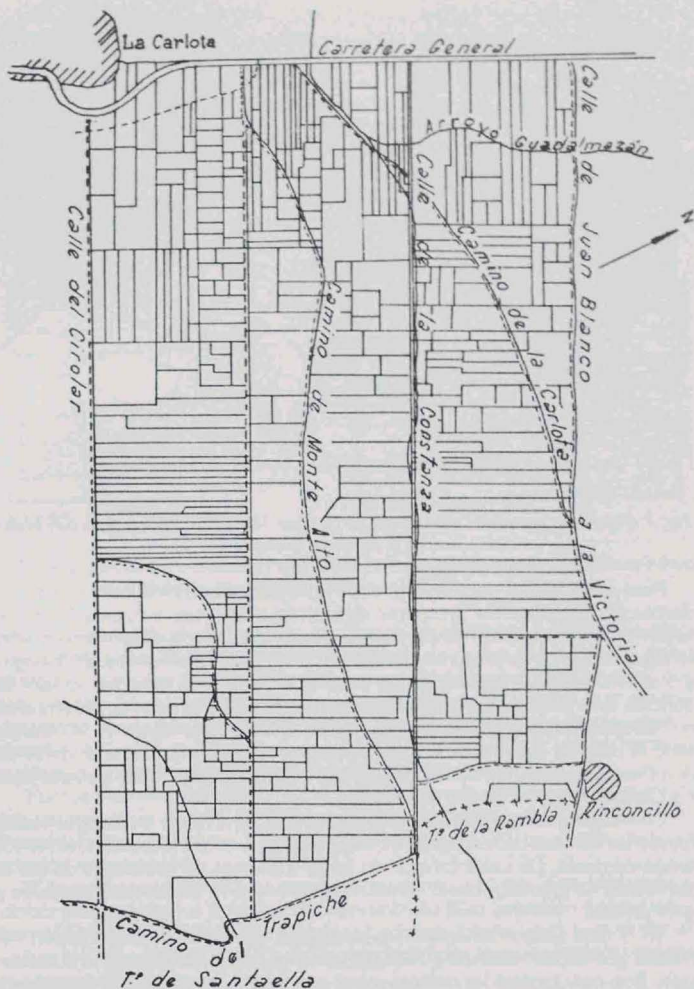 La Carlota
Carretera General
Arroyo Guadalmazán
Calle del Cirolar
Camino de Monte Alto
Calle de la Constanza
Camino de la Carlota a la Victoria
Calle de Juan Blanco
Z
Tº de la Rambla
Rinconcillo
Camino del Trapiche
Tº de Santaella